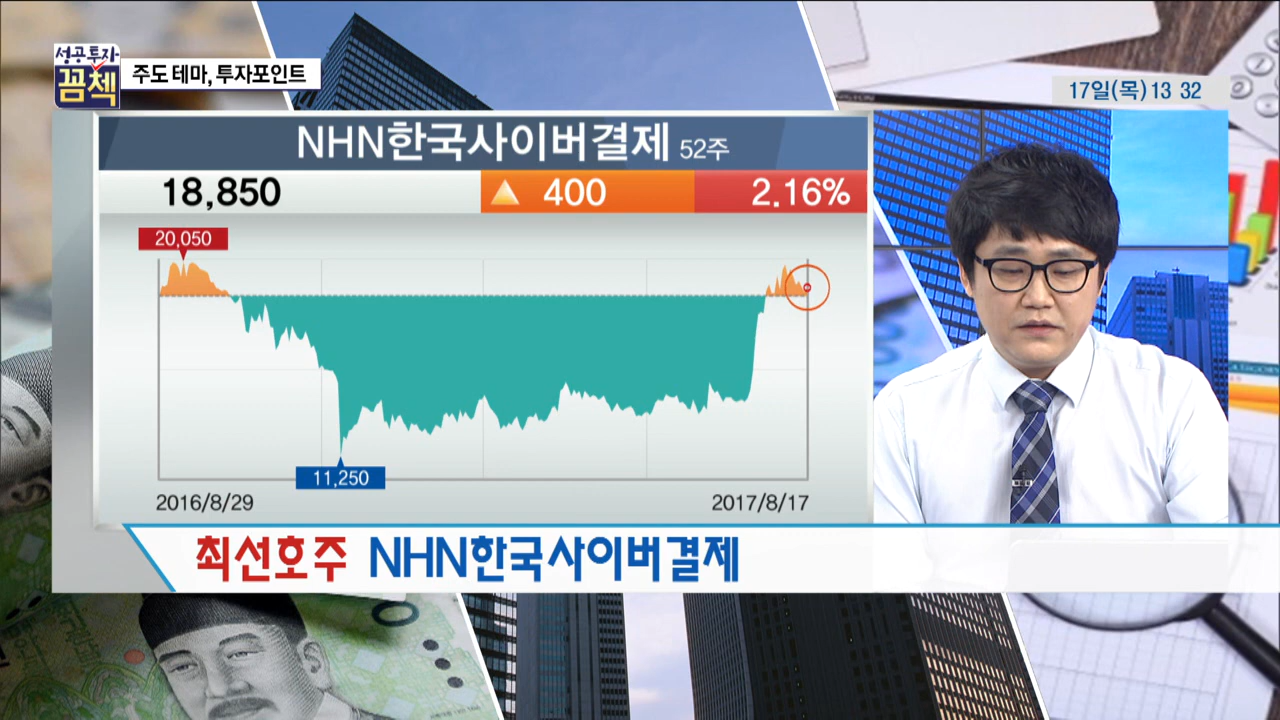 성공투자
꼼첵
주도 테마, 투자포인트
17일(목) 13 32
NHN한국사이버결제 52주
18,850 400 2.16%
20,050
11,250
2016/8/29 2017/8/17
최선호주 NHN한국사이버결제